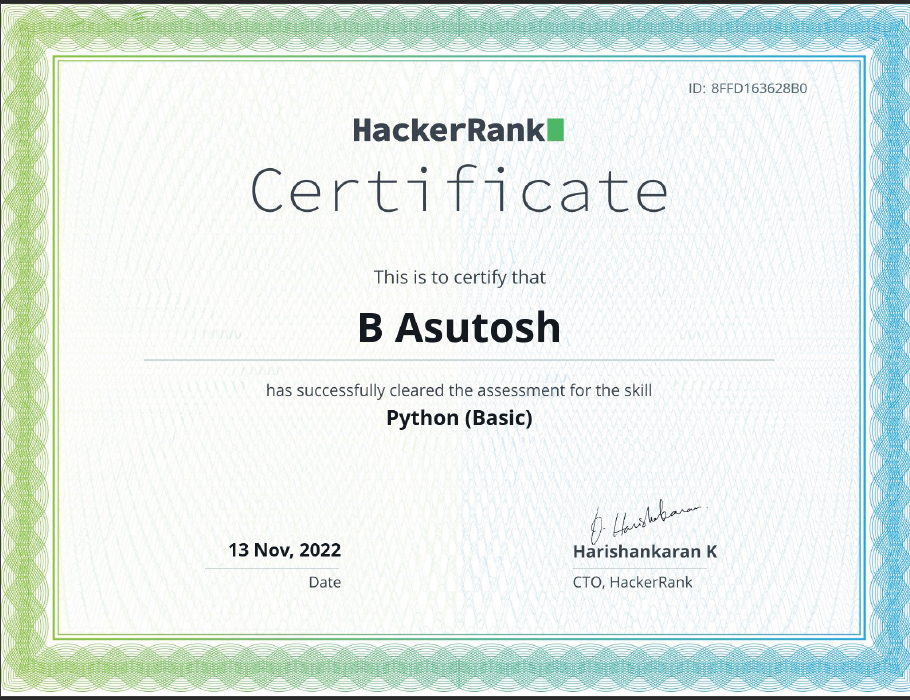 ID: 8FFD163628B0
HackerRank
Certificate
This is to certify that
B Asutosh
has successfully cleared the assessment for the skill
Python (Basic)
13 Nov, 2022
Date
Harishankaran K
CTO, HackerRank